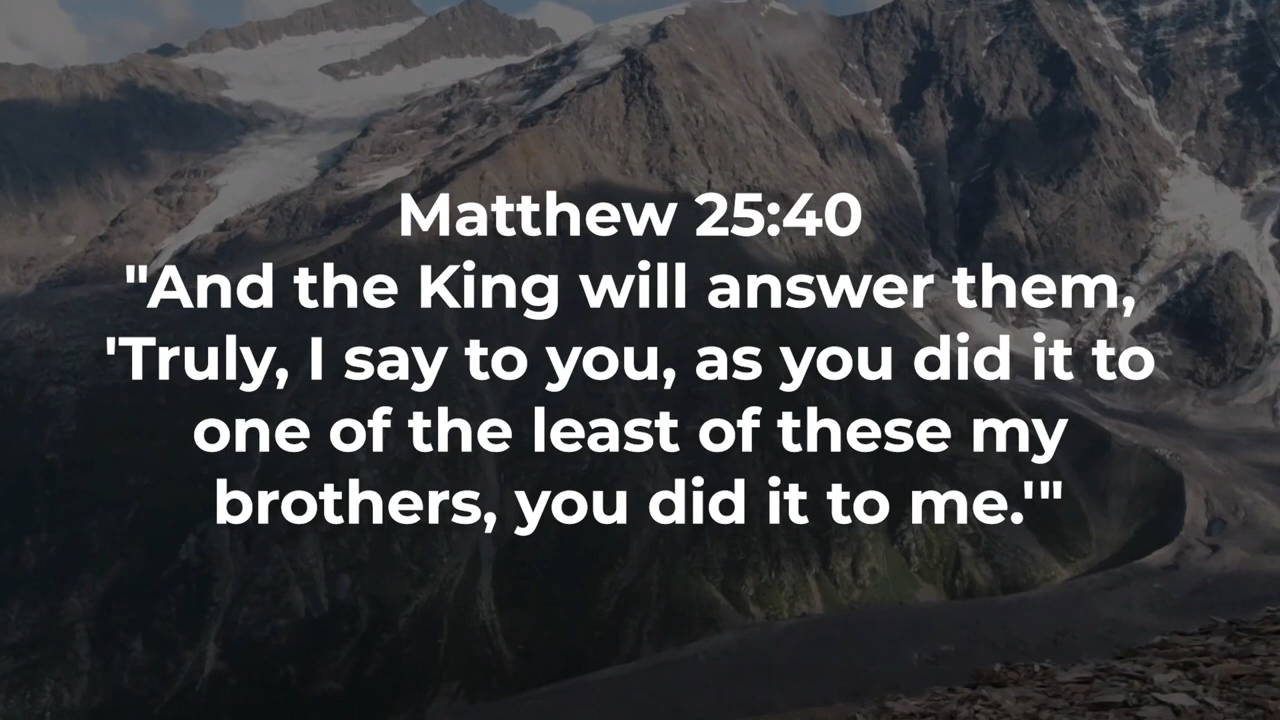 Matthew 25:40
"And the King will answer them,
'Truly, I say to you, as you did it to
one of the least of these my
brothers, you did it to me.'"